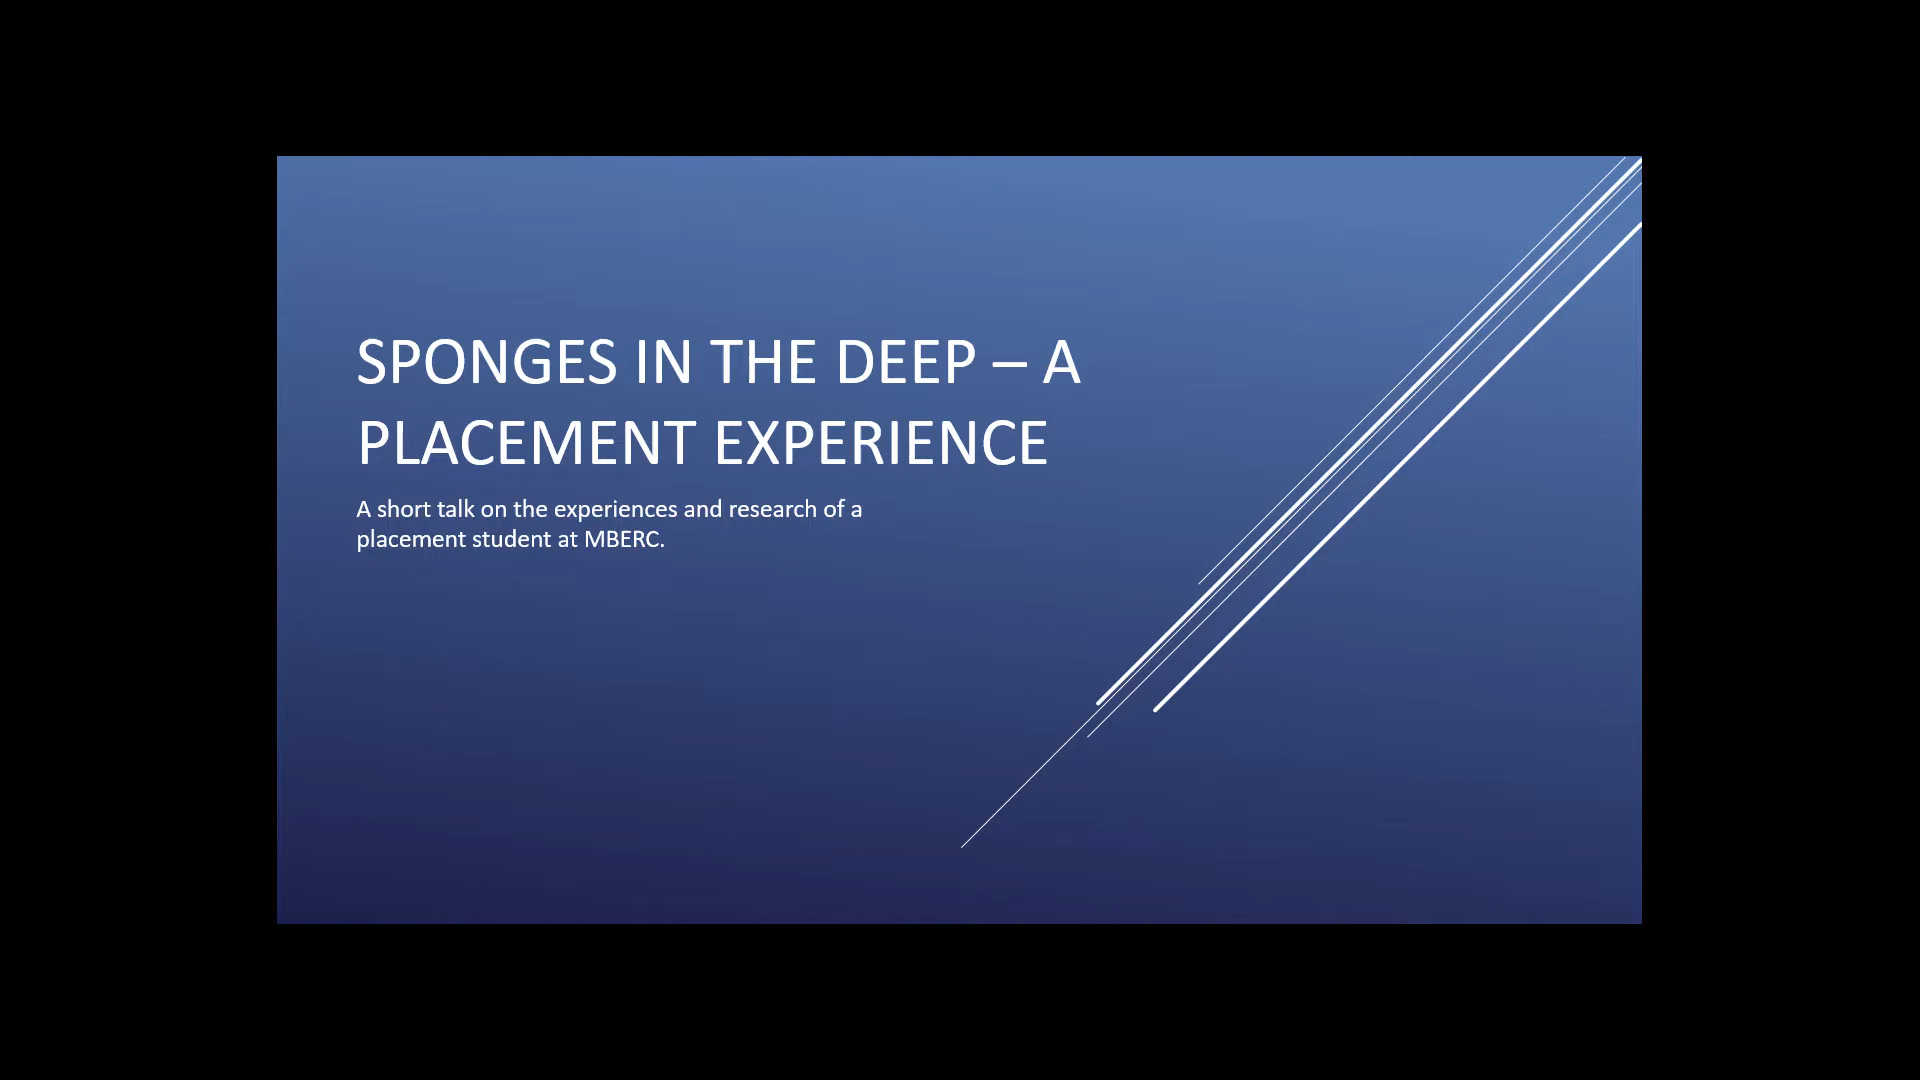 SPONGES IN THE DEEP – A
PLACEMENT EXPERIENCE
A short talk on the experiences and research of a
placement student at MBERC.